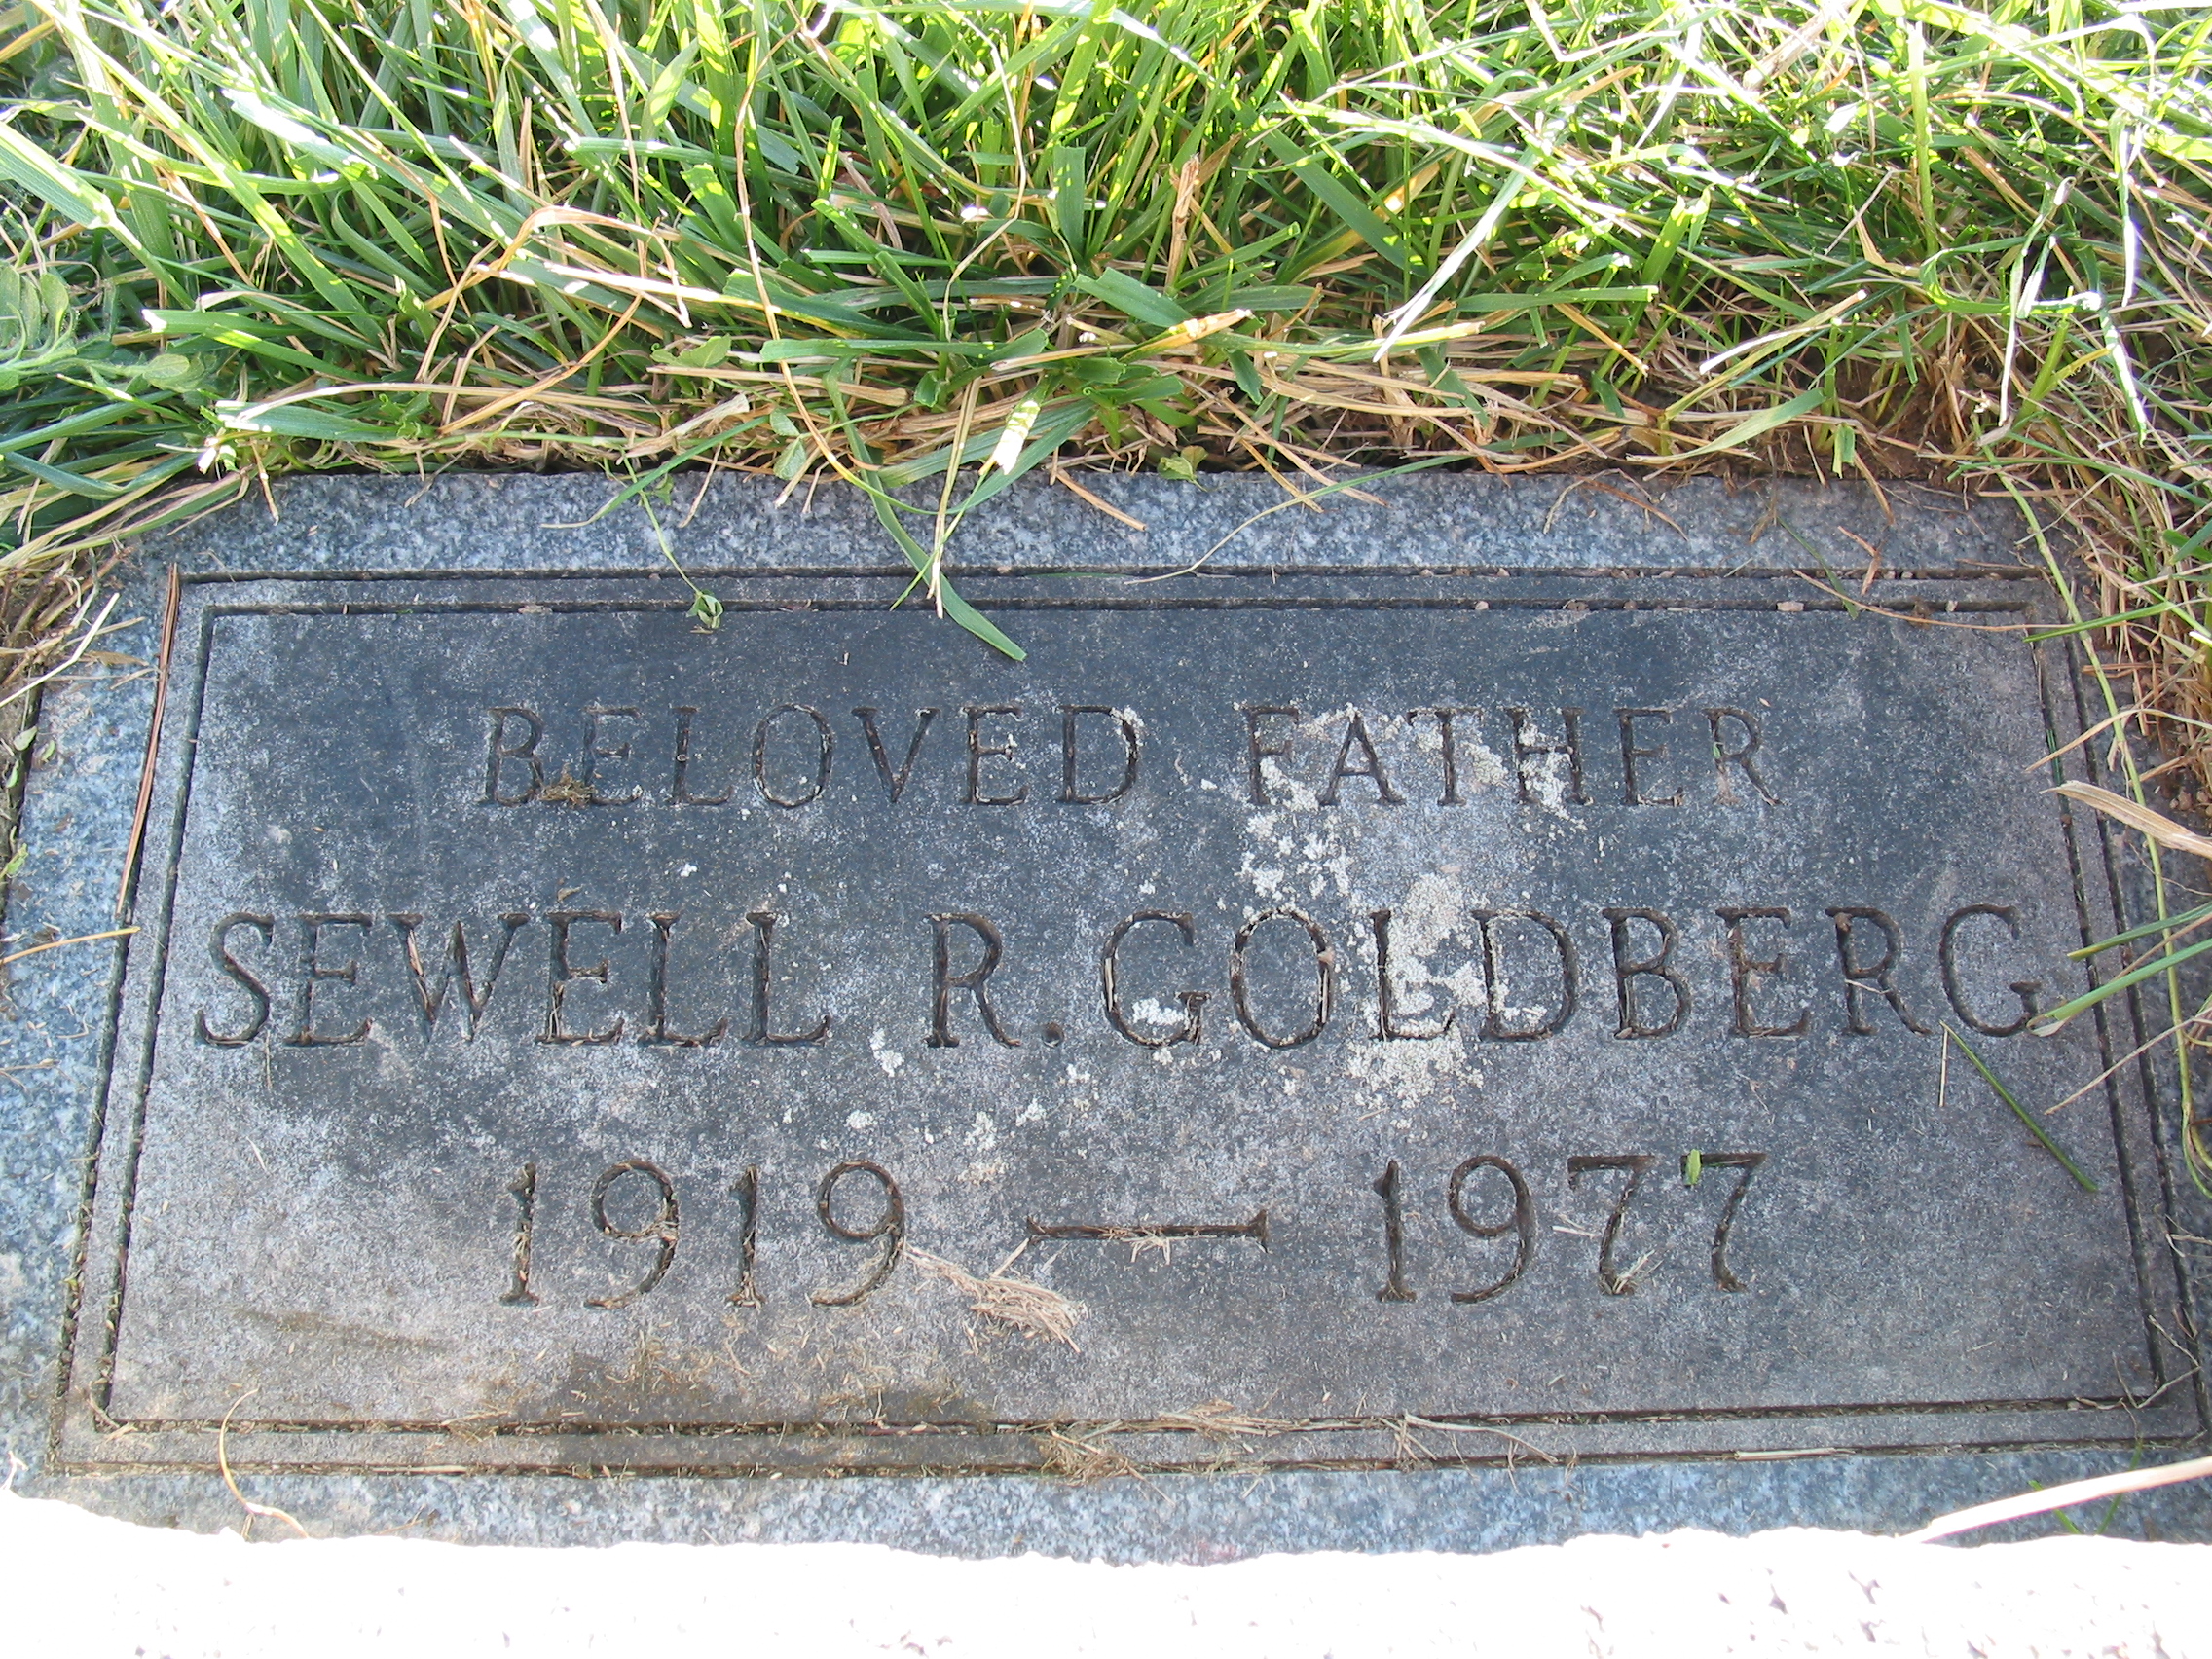 BELOVED FATHER
SEWELL R. GOLDBERG
1919 — 1977